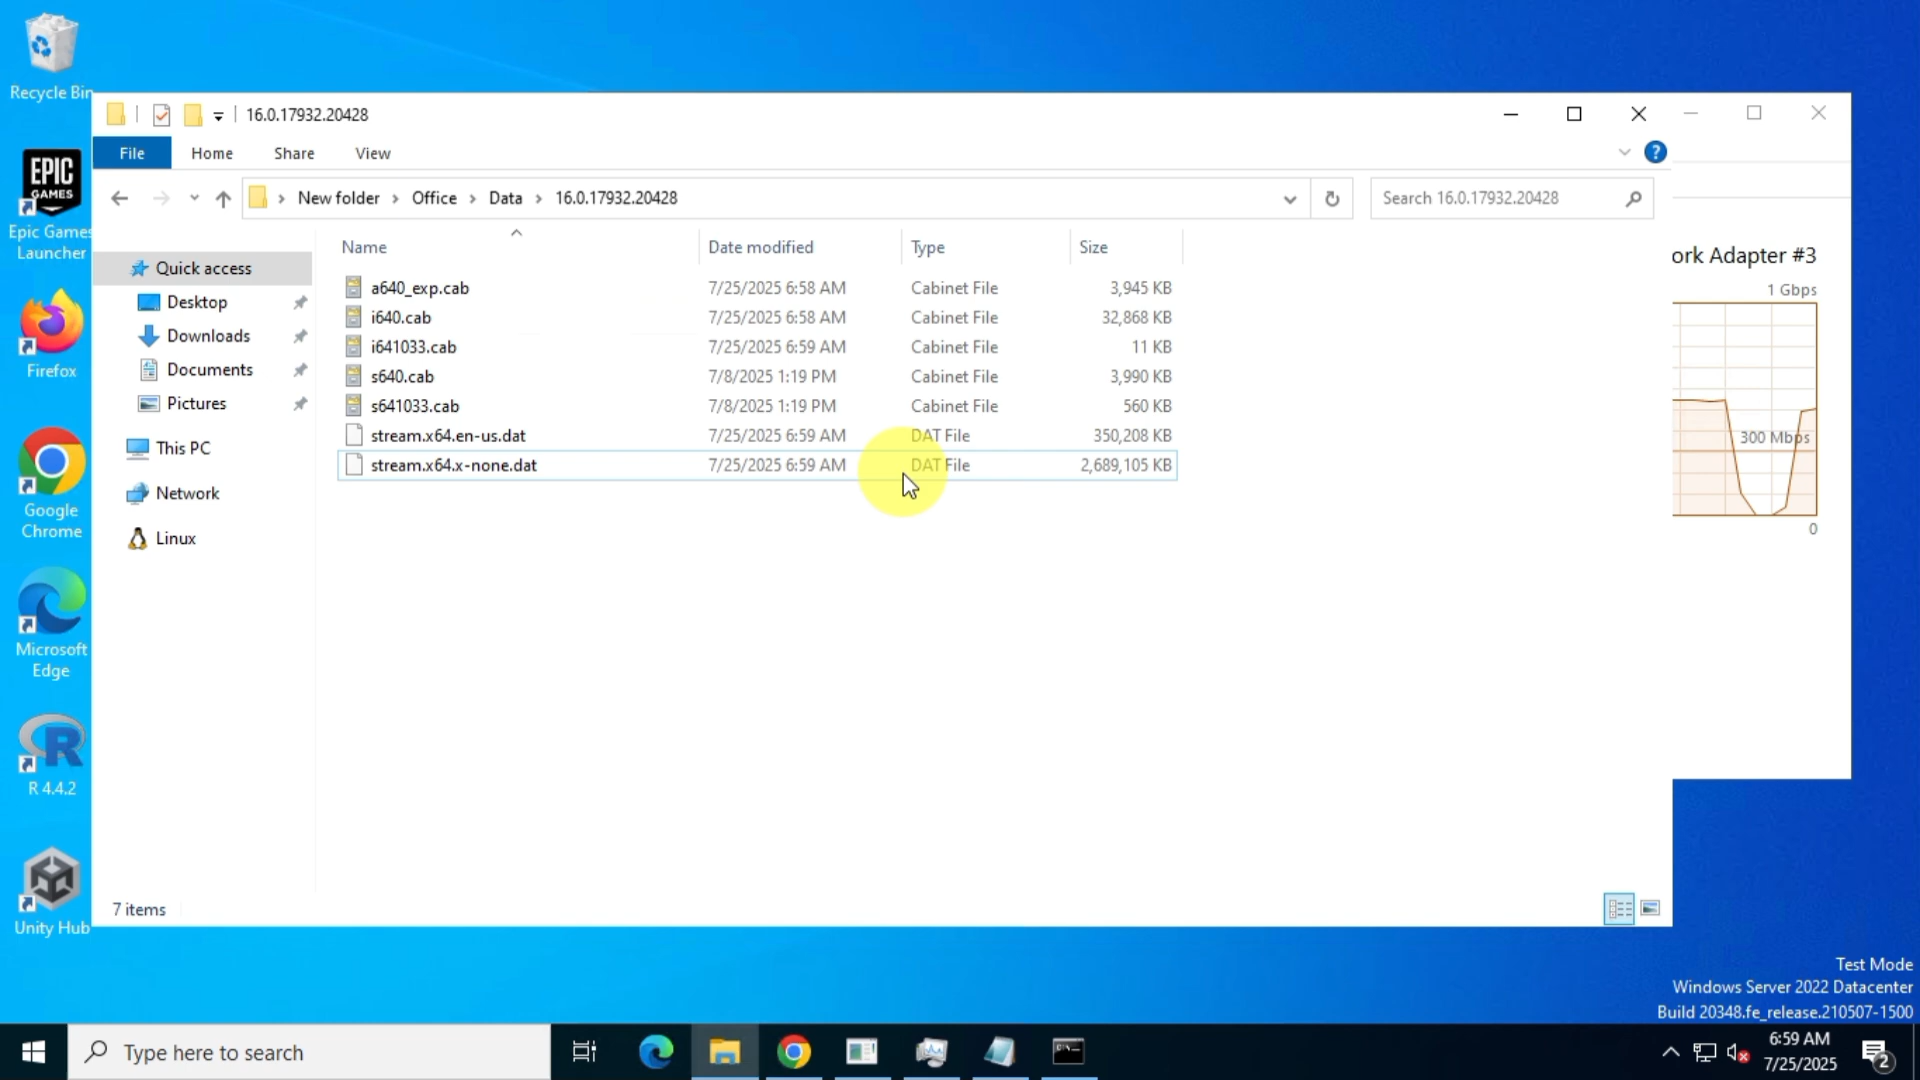 Recycle Bin
EPIC
GAMES
Epic Games
Launcher
Firefox
Google
Chrome
Microsoft
Edge
R 4.4.2
Unity Hub
16.0.17932.20428
File
Home
Share
View
?
New folder
Office
Data
16.0.17932.20428
Search 16.0.17932.20428
Name
Date modified
Type
Size
Quick access
Desktop
Downloads
Documents
Pictures
This PC
Network
Linux
a640_exp.cab 7/25/2025 6:58 AM Cabinet File 3,945 KB
i640.cab 7/25/2025 6:58 AM Cabinet File 32,868 KB
i641033.cab 7/25/2025 6:59 AM Cabinet File 11 KB
s640.cab 7/8/2025 1:19 PM Cabinet File 3,990 KB
s641033.cab 7/8/2025 1:19 PM Cabinet File 560 KB
stream.x64.en-us.dat 7/25/2025 6:59 AM DAT File 350,208 KB
stream.x64.x-none.dat 7/25/2025 6:59 AM DAT File 2,689,105 KB
7 items
ork Adapter #3
1 Gbps
300 Mbps
0
Test Mode
Windows Server 2022 Datacenter
Build 20348.fe_release.210507-1500
Type here to search
6:59 AM
7/25/2025
2